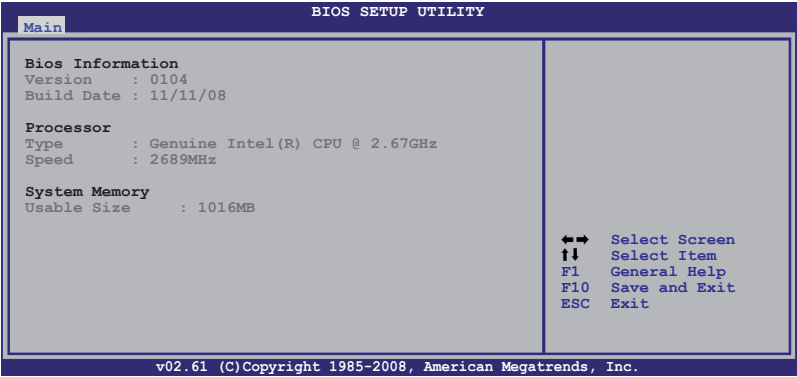 BIOS SETUP UTILITY
Main
Bios Information
Version : 0104
Build Date : 11/11/08
Processor
Type : Genuine Intel(R) CPU @ 2.67GHz
Speed : 2689MHz
System Memory
Usable Size : 1016MB
←→ Select Screen
↑↓ Select Item
F1 General Help
F10 Save and Exit
ESC Exit
v02.61 (C)Copyright 1985-2008, American Megatrends, Inc.